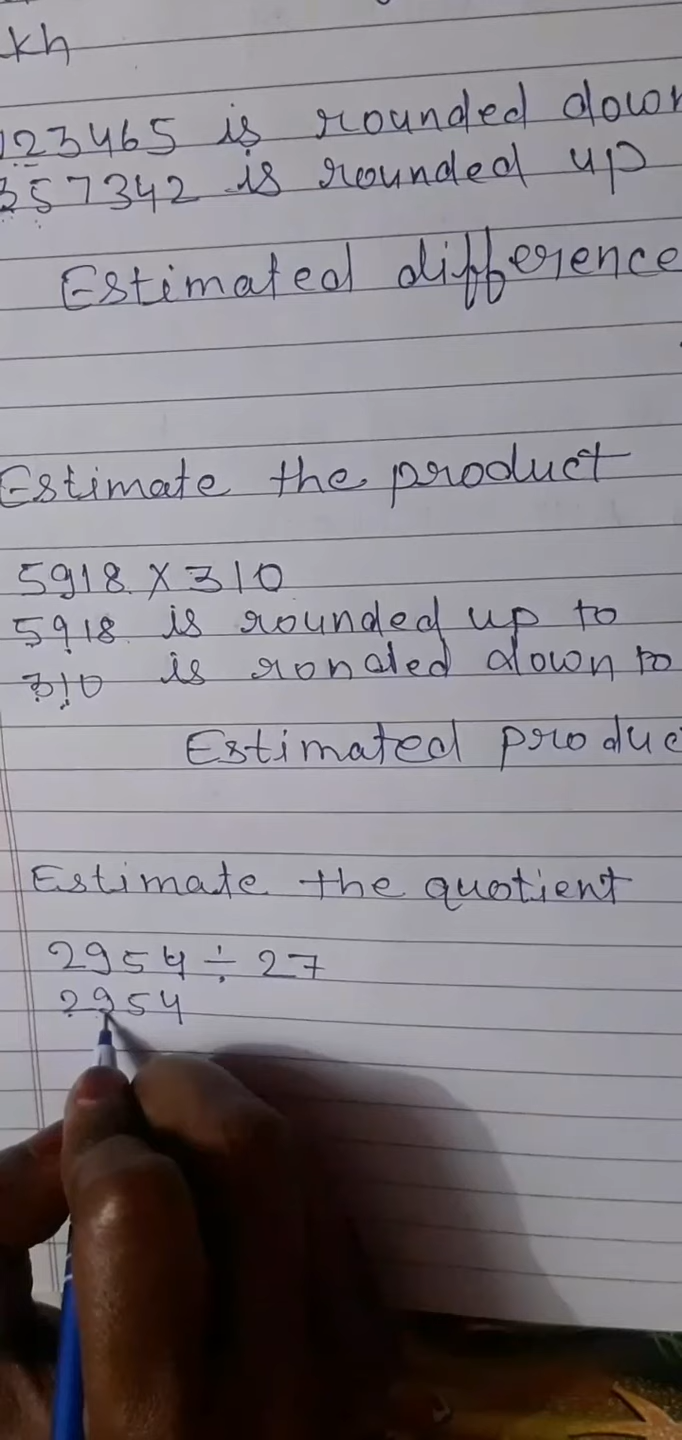 kh
23465 is rounded down
357342 is rounded up
Estimated difference
Estimate the product
5918 × 310
5918 is rounded up to
310 is ronded down to
Estimated produc
Estimate the quotient
2954 ÷ 27
2954